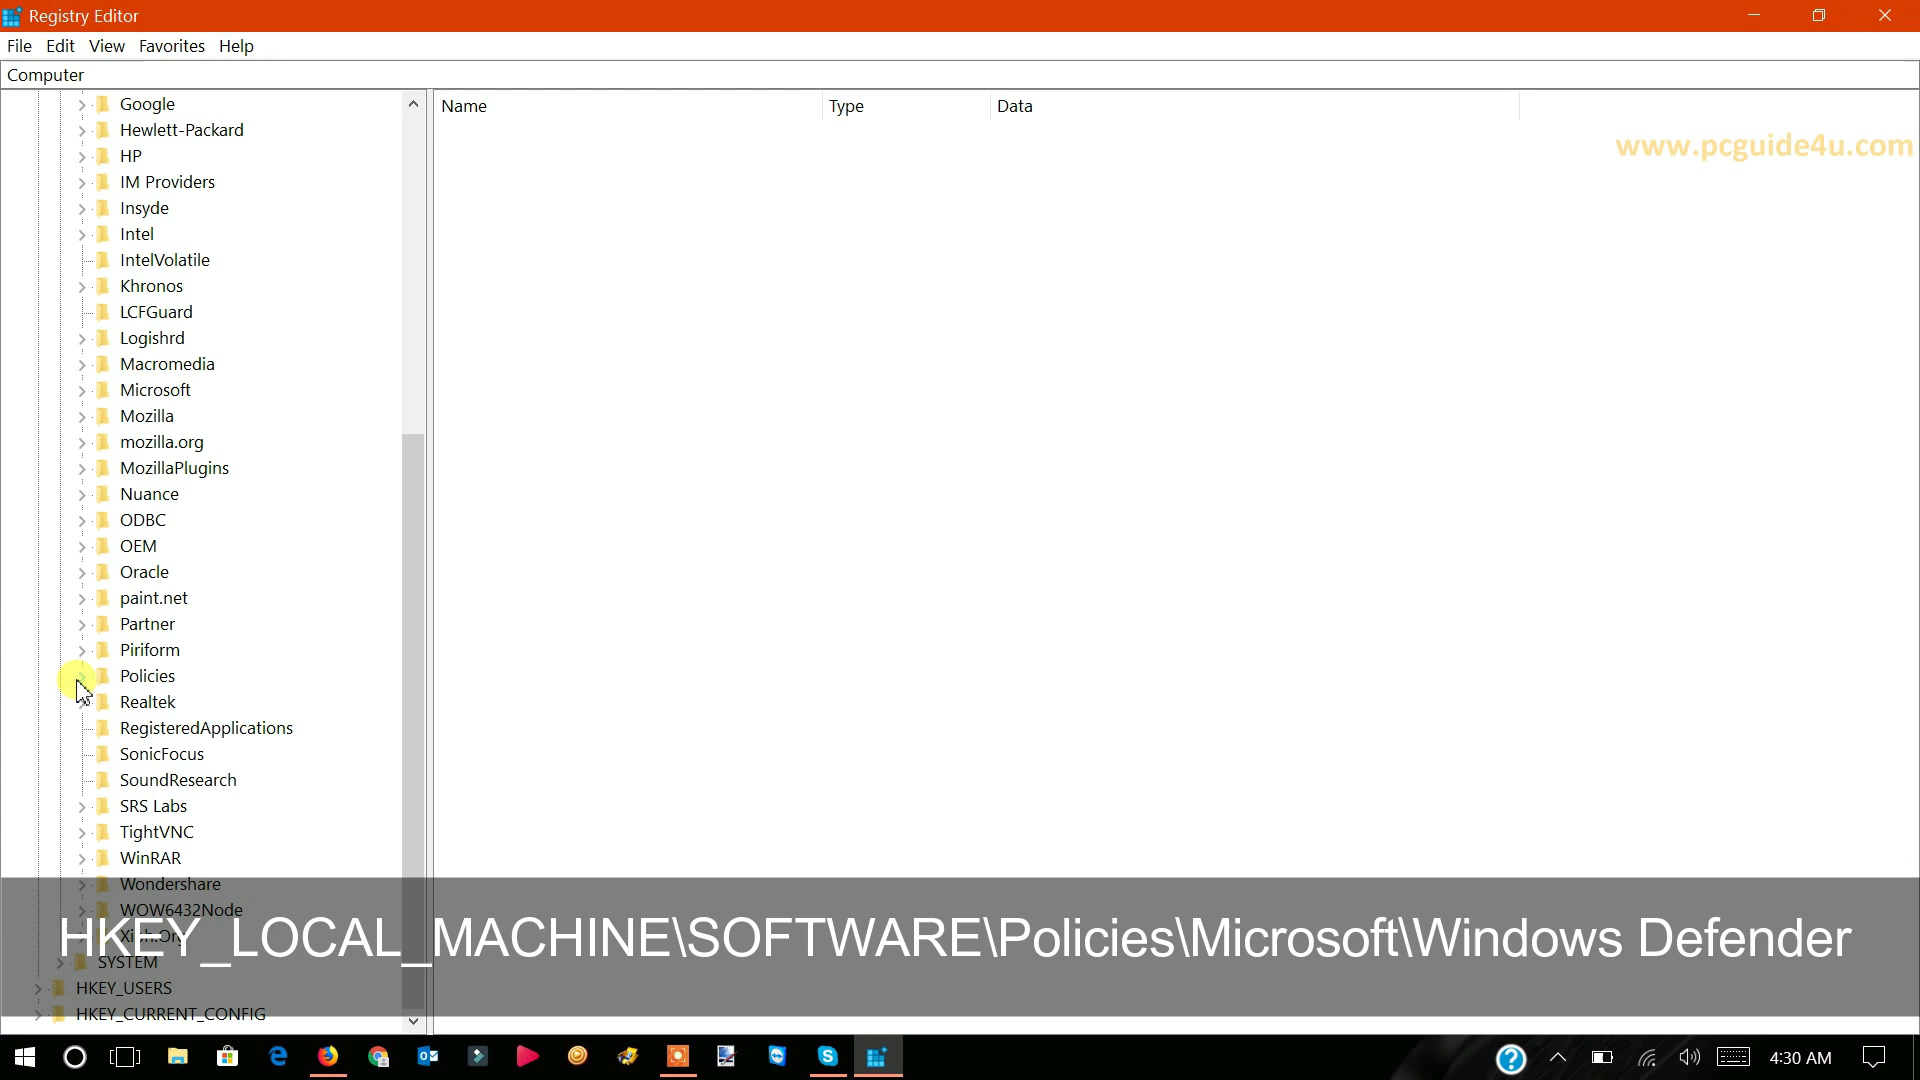 Registry Editor
File Edit View Favorites Help
Computer
Name Type Data
www.pcguide4u.com
Google
Hewlett-Packard
HP
IM Providers
Insyde
Intel
IntelVolatile
Khronos
LCFGuard
Logishrd
Macromedia
Microsoft
Mozilla
mozilla.org
MozillaPlugins
Nuance
ODBC
OEM
Oracle
paint.net
Partner
Piriform
Policies
Realtek
RegisteredApplications
SonicFocus
SoundResearch
SRS Labs
TightVNC
WinRAR
Wondershare
WOW6432Node
HKEY_LOCAL_MACHINE\SOFTWARE\Policies\Microsoft\Windows Defender
SYSTEM
HKEY_USERS
HKEY_CURRENT_CONFIG
4:30 AM